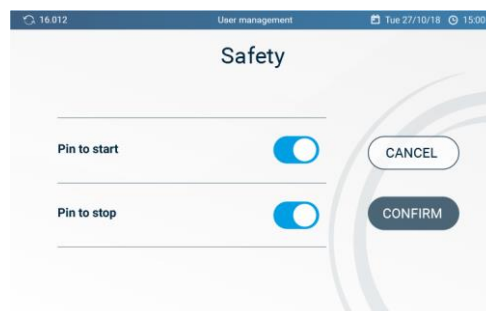 16.012 User management Tue 27/10/18 15:00
Safety
Pin to start
CANCEL
Pin to stop
CONFIRM